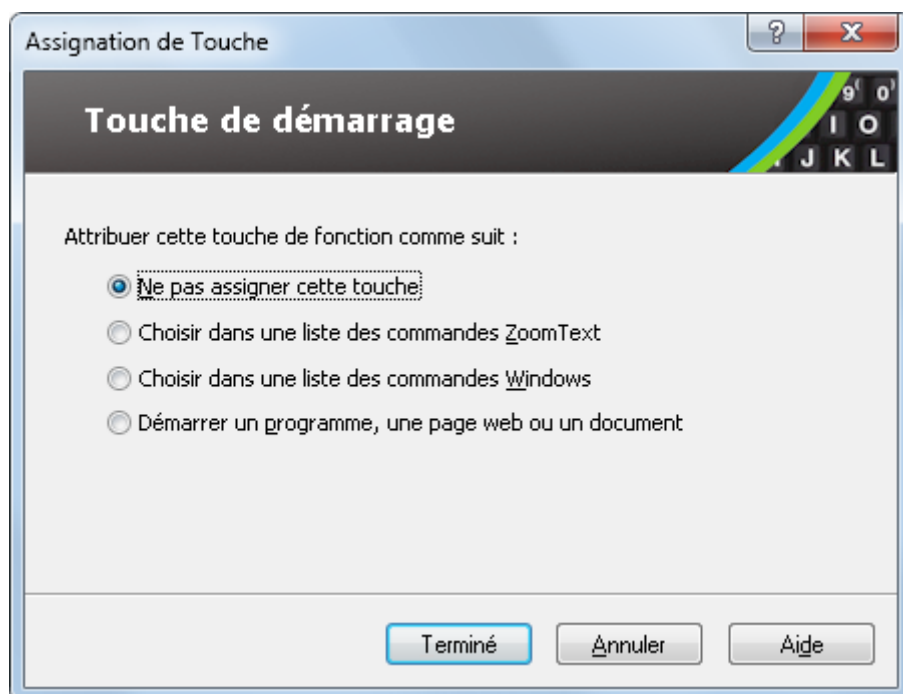 Assignation de Touche
?
9( 0)
Touche de démarrage
I O
J K L
Attribuer cette touche de fonction comme suit :
Ne pas assigner cette touche
Choisir dans une liste des commandes ZoomText
Choisir dans une liste des commandes Windows
Démarrer un programme, une page web ou un document
Terminé Annuler Aide